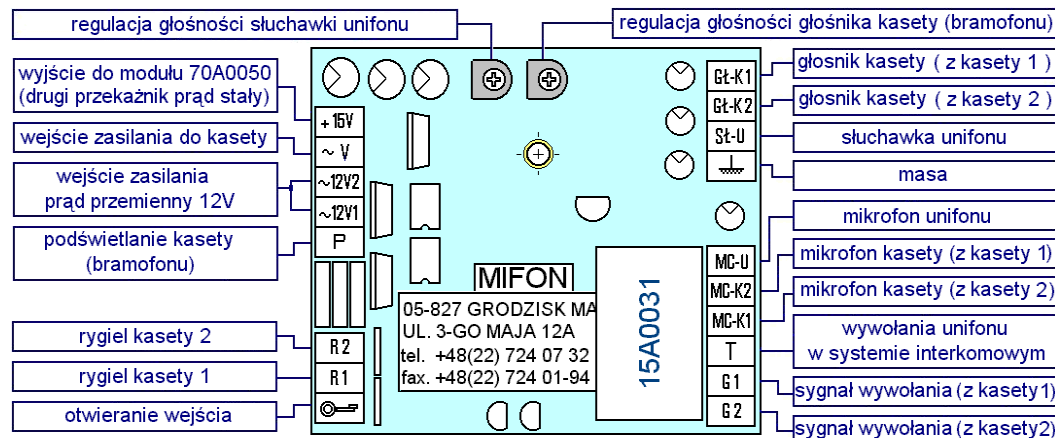 regulacja głośności słuchawki unifonu
regulacja głośności głośnika kasety (bramofonu)
wyjście do modułu 70A0050
(drugi przekaźnik prąd stały)
wejście zasilania do kasety
wejście zasilania
prąd przemienny 12V
podświetlanie kasety
(bramofonu)
rygiel kasety 2
rygiel kasety 1
otwieranie wejścia
+15V
~ V
~12V2
~12V1
P
R2
R1
MIFON
05-827 GRODZISK MA
UL. 3-GO MAJA 12A
tel. +48(22) 724 07 32
fax. +48(22) 724 01-94
15A0031
GŁ-K1
GŁ-K2
SŁ-U
MC-U
MC-K2
MC-K1
T
G1
G2
głosnik kasety ( z kasety 1 )
głosnik kasety ( z kasety 2 )
słuchawka unifonu
masa
mikrofon unifonu
mikrofon kasety (z kasety 1)
mikrofon kasety (z kasety 2)
wywołania unifonu
w systemie interkomowym
sygnał wywołania (z kasety1)
sygnał wywołania (z kasety2)